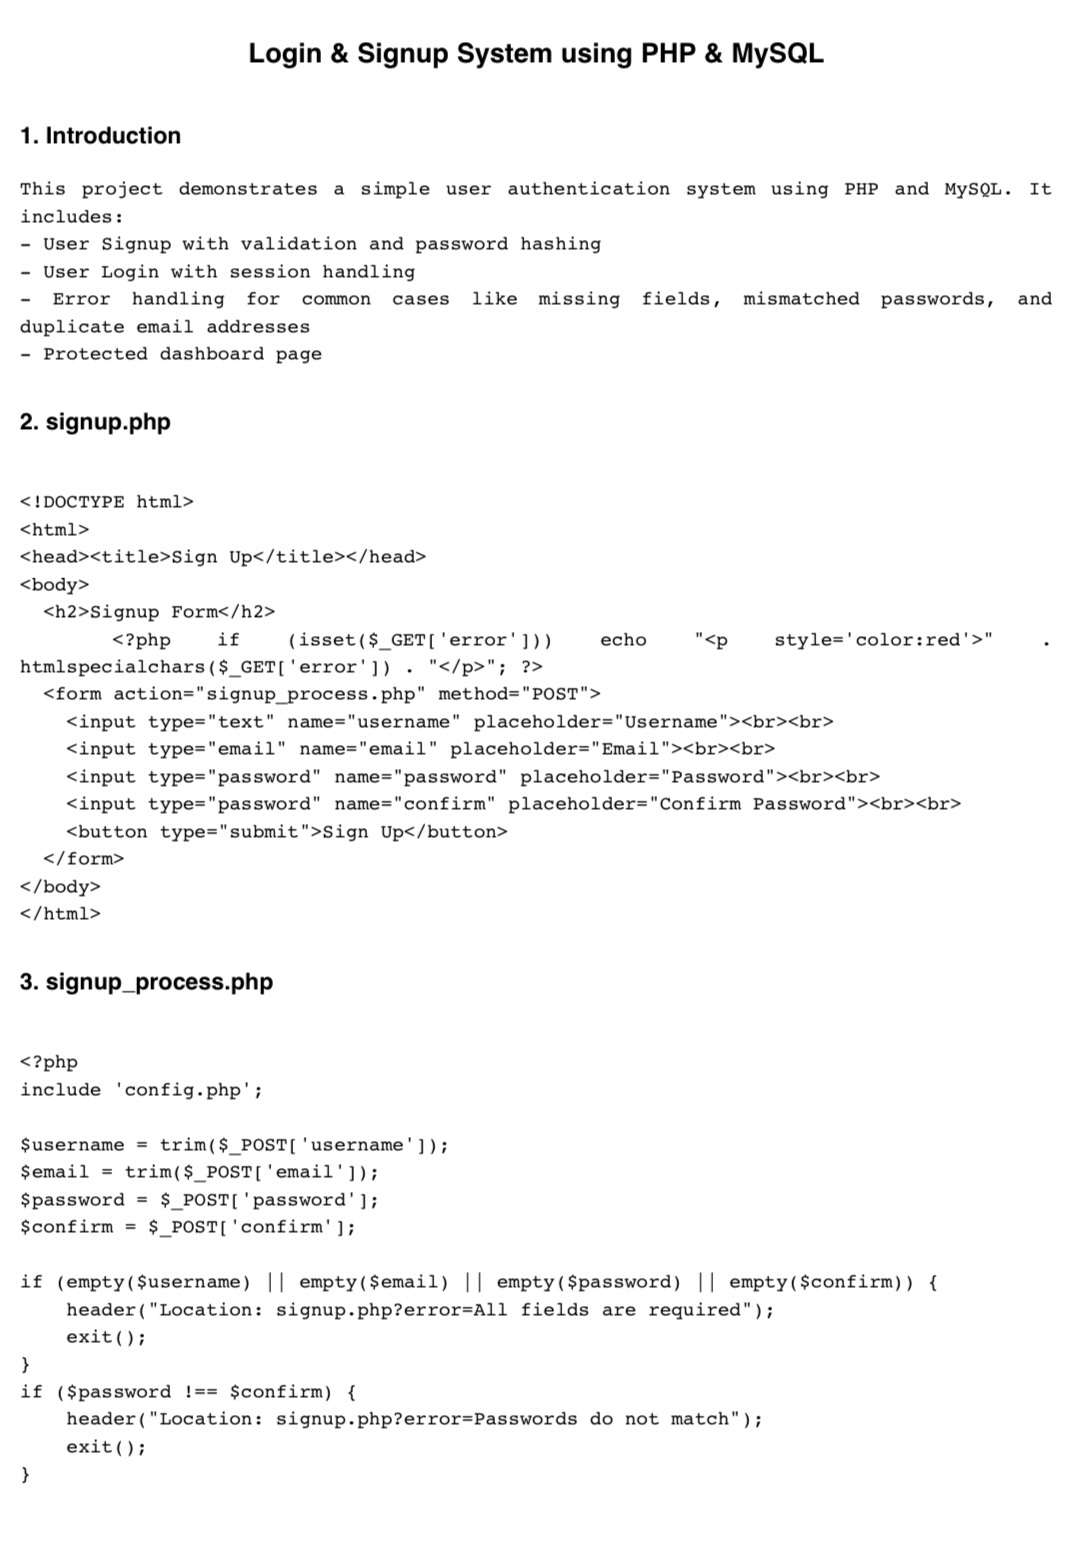 Login & Signup System using PHP & MySQL
1. Introduction
This project demonstrates a simple user authentication system using PHP and MySQL. It
includes:
- User Signup with validation and password hashing
- User Login with session handling
- Error handling for common cases like missing fields, mismatched passwords, and
duplicate email addresses
- Protected dashboard page
2. signup.php
<!DOCTYPE html>
<html>
<head><title>Sign Up</title></head>
<body>
  <h2>Signup Form</h2>
        <?php if (isset($_GET['error'])) echo "<p style='color:red'>" .
htmlspecialchars($_GET['error']) . "</p>"; ?>
  <form action="signup_process.php" method="POST">
    <input type="text" name="username" placeholder="Username"><br><br>
    <input type="email" name="email" placeholder="Email"><br><br>
    <input type="password" name="password" placeholder="Password"><br><br>
    <input type="password" name="confirm" placeholder="Confirm Password"><br><br>
    <button type="submit">Sign Up</button>
  </form>
</body>
</html>
3. signup_process.php
<?php
include 'config.php';
$username = trim($_POST['username']);
$email = trim($_POST['email']);
$password = $_POST['password'];
$confirm = $_POST['confirm'];
if (empty($username) || empty($email) || empty($password) || empty($confirm)) {
    header("Location: signup.php?error=All fields are required");
    exit();
}
if ($password !== $confirm) {
    header("Location: signup.php?error=Passwords do not match");
    exit();
}